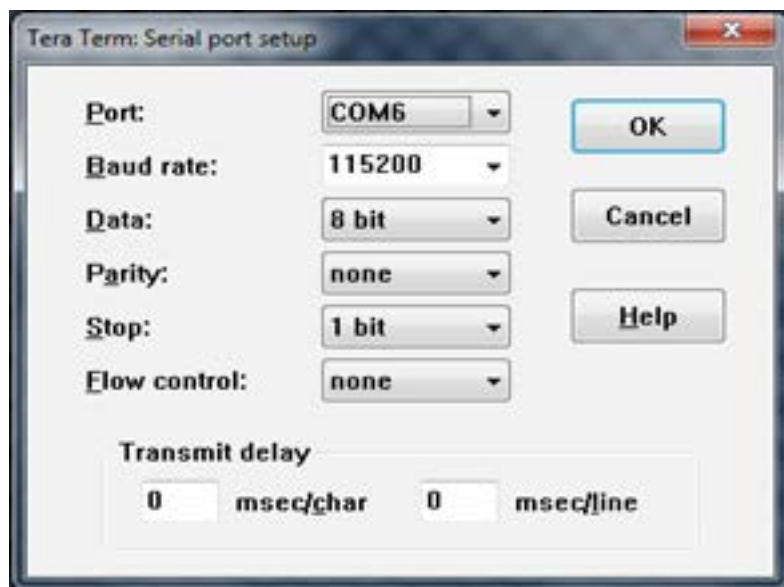 Tera Term: Serial port setup
Port: COM6 OK
Baud rate: 115200
Data: 8 bit Cancel
Parity: none
Stop: 1 bit Help
Flow control: none
Transmit delay
0 msec/char 0 msec/line